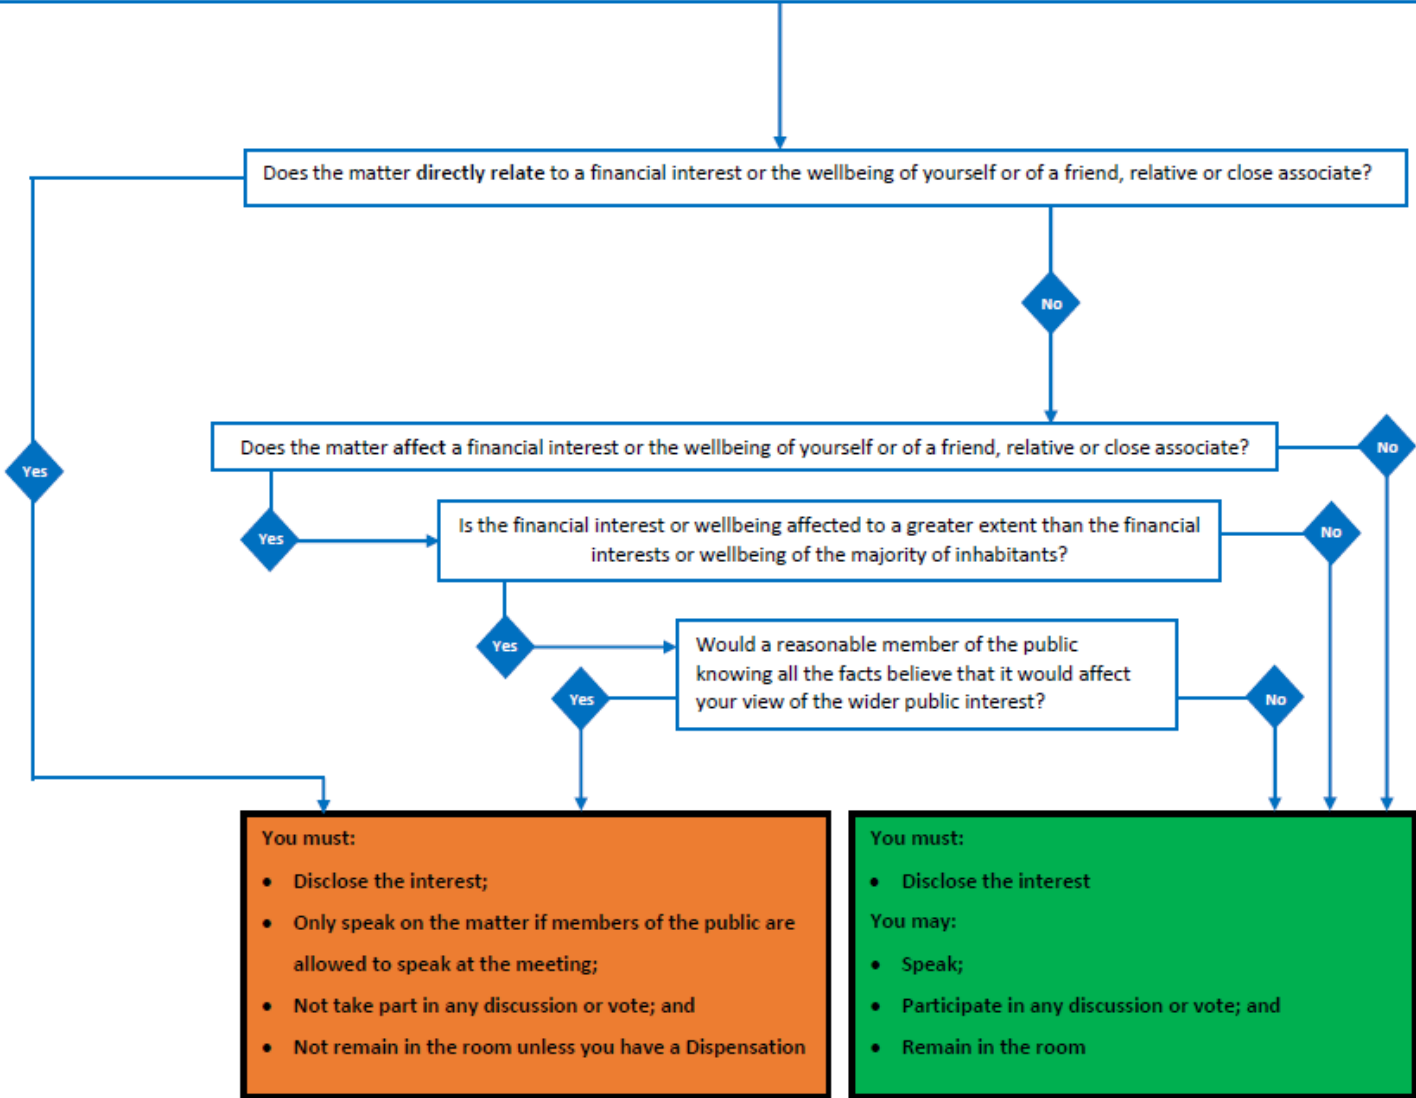 Does the matter directly relate to a financial interest or the wellbeing of yourself or of a friend, relative or close associate?
No
Yes
Does the matter affect a financial interest or the wellbeing of yourself or of a friend, relative or close associate?
No
Yes
Is the financial interest or wellbeing affected to a greater extent than the financial
interests or wellbeing of the majority of inhabitants?
No
Yes
Would a reasonable member of the public
knowing all the facts believe that it would affect
your view of the wider public interest?
Yes
No
You must:
• Disclose the interest;
• Only speak on the matter if members of the public are
allowed to speak at the meeting;
• Not take part in any discussion or vote; and
• Not remain in the room unless you have a Dispensation
You must:
• Disclose the interest
You may:
• Speak;
• Participate in any discussion or vote; and
• Remain in the room